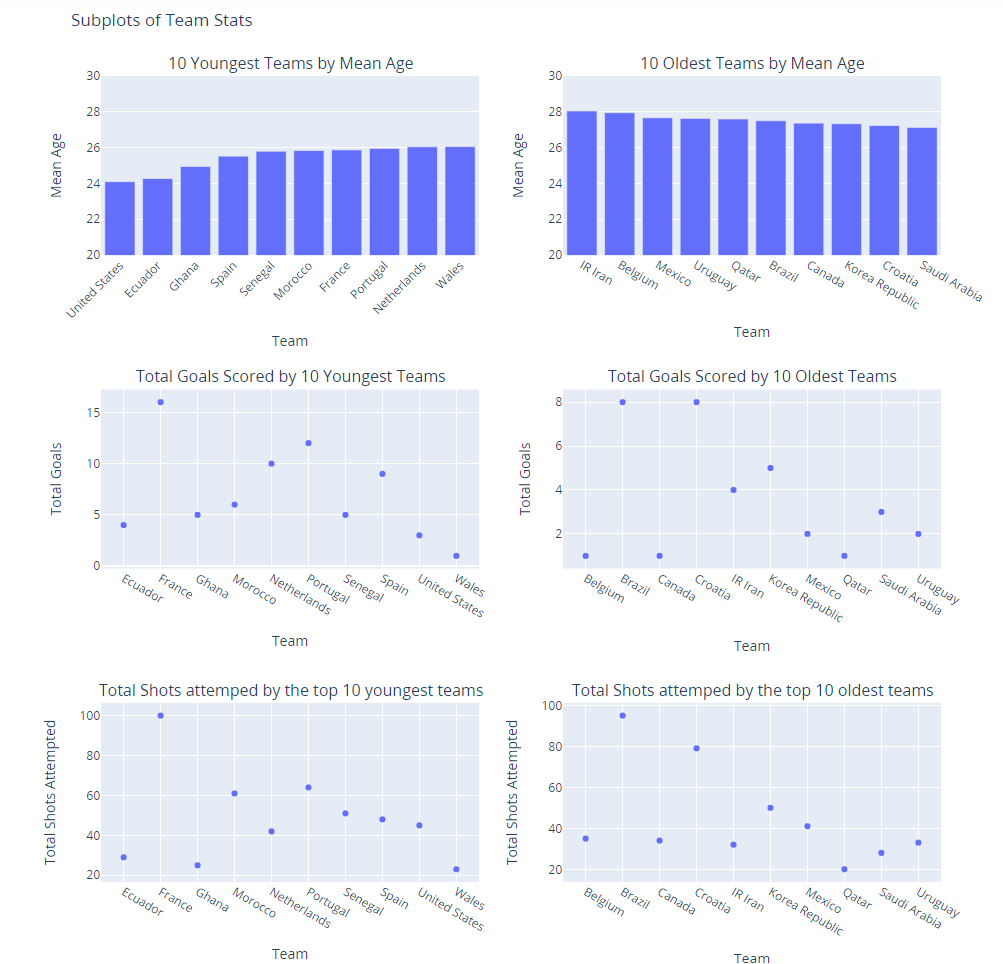 Subplots of Team Stats
10 Youngest Teams by Mean Age
30
28
26
24
22
20
Mean Age
United States
Ecuador
Ghana
Spain
Senegal
Morocco
France
Portugal
Netherlands
Wales
Team
10 Oldest Teams by Mean Age
30
28
26
24
22
20
Mean Age
IR Iran
Belgium
Mexico
Uruguay
Qatar
Brazil
Canada
Korea Republic
Croatia
Saudi Arabia
Team
Total Goals Scored by 10 Youngest Teams
15
10
5
0
Total Goals
Ecuador
France
Ghana
Morocco
Netherlands
Portugal
Senegal
Spain
United States
Wales
Team
Total Goals Scored by 10 Oldest Teams
8
6
4
2
Total Goals
Belgium
Brazil
Canada
Croatia
IR Iran
Korea Republic
Mexico
Qatar
Saudi Arabia
Uruguay
Team
Total Shots attemped by the top 10 youngest teams
100
80
60
40
20
Total Shots Attempted
Ecuador
France
Ghana
Morocco
Netherlands
Portugal
Senegal
Spain
United States
Wales
Team
Total Shots attemped by the top 10 oldest teams
100
80
60
40
20
Total Shots Attempted
Belgium
Brazil
Canada
Croatia
IR Iran
Korea Republic
Mexico
Qatar
Saudi Arabia
Uruguay
Team